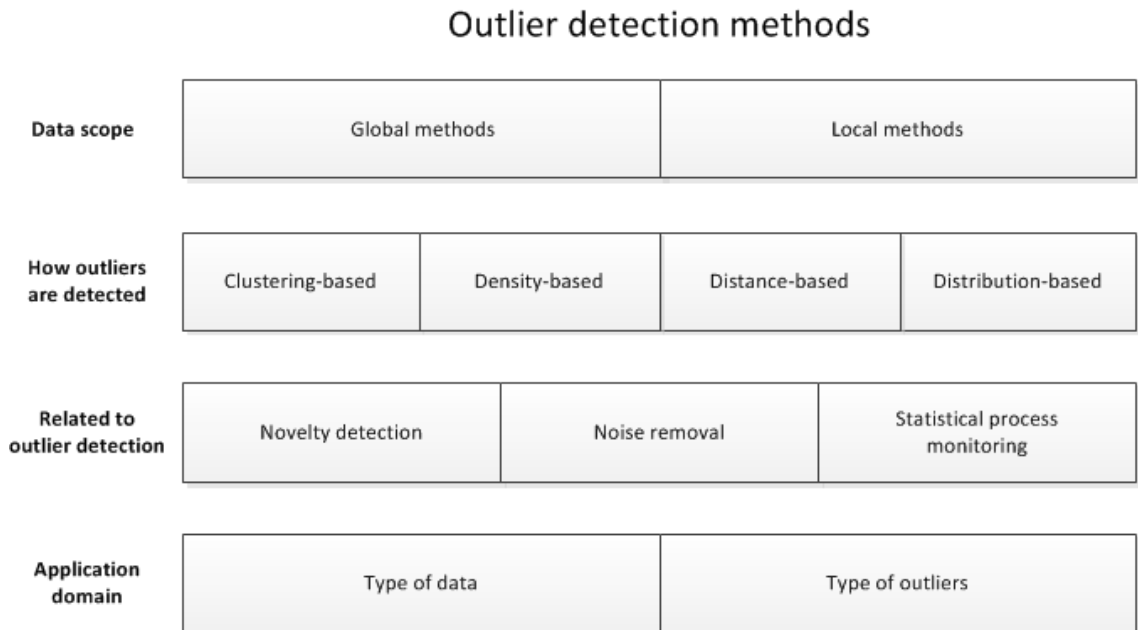 Outlier detection methods
Data scope
Global methods
Local methods
How outliers
are detected
Clustering-based
Density-based
Distance-based
Distribution-based
Related to
outlier detection
Novelty detection
Noise removal
Statistical process
monitoring
Application
domain
Type of data
Type of outliers